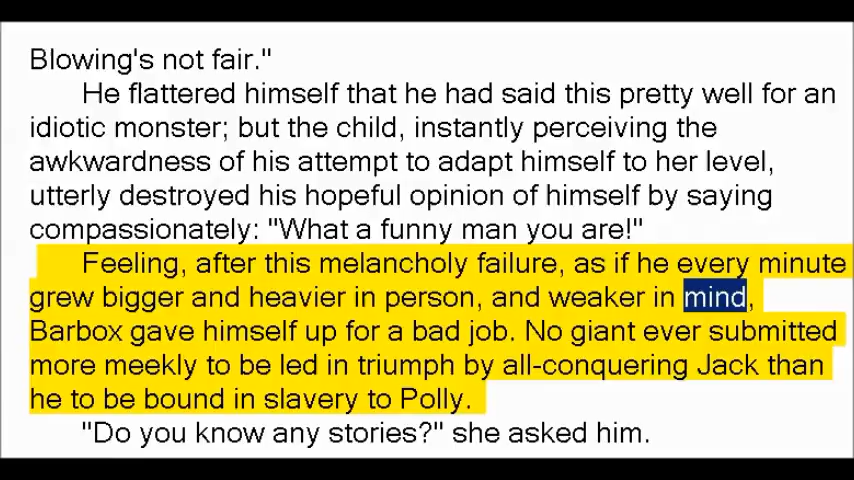 Blowing's not fair."
He flattered himself that he had said this pretty well for an
idiotic monster; but the child, instantly perceiving the
awkwardness of his attempt to adapt himself to her level,
utterly destroyed his hopeful opinion of himself by saying
compassionately: "What a funny man you are!"
Feeling, after this melancholy failure, as if he every minute
grew bigger and heavier in person, and weaker in mind,
Barbox gave himself up for a bad job. No giant ever submitted
more meekly to be led in triumph by all-conquering Jack than
he to be bound in slavery to Polly.
"Do you know any stories?" she asked him.